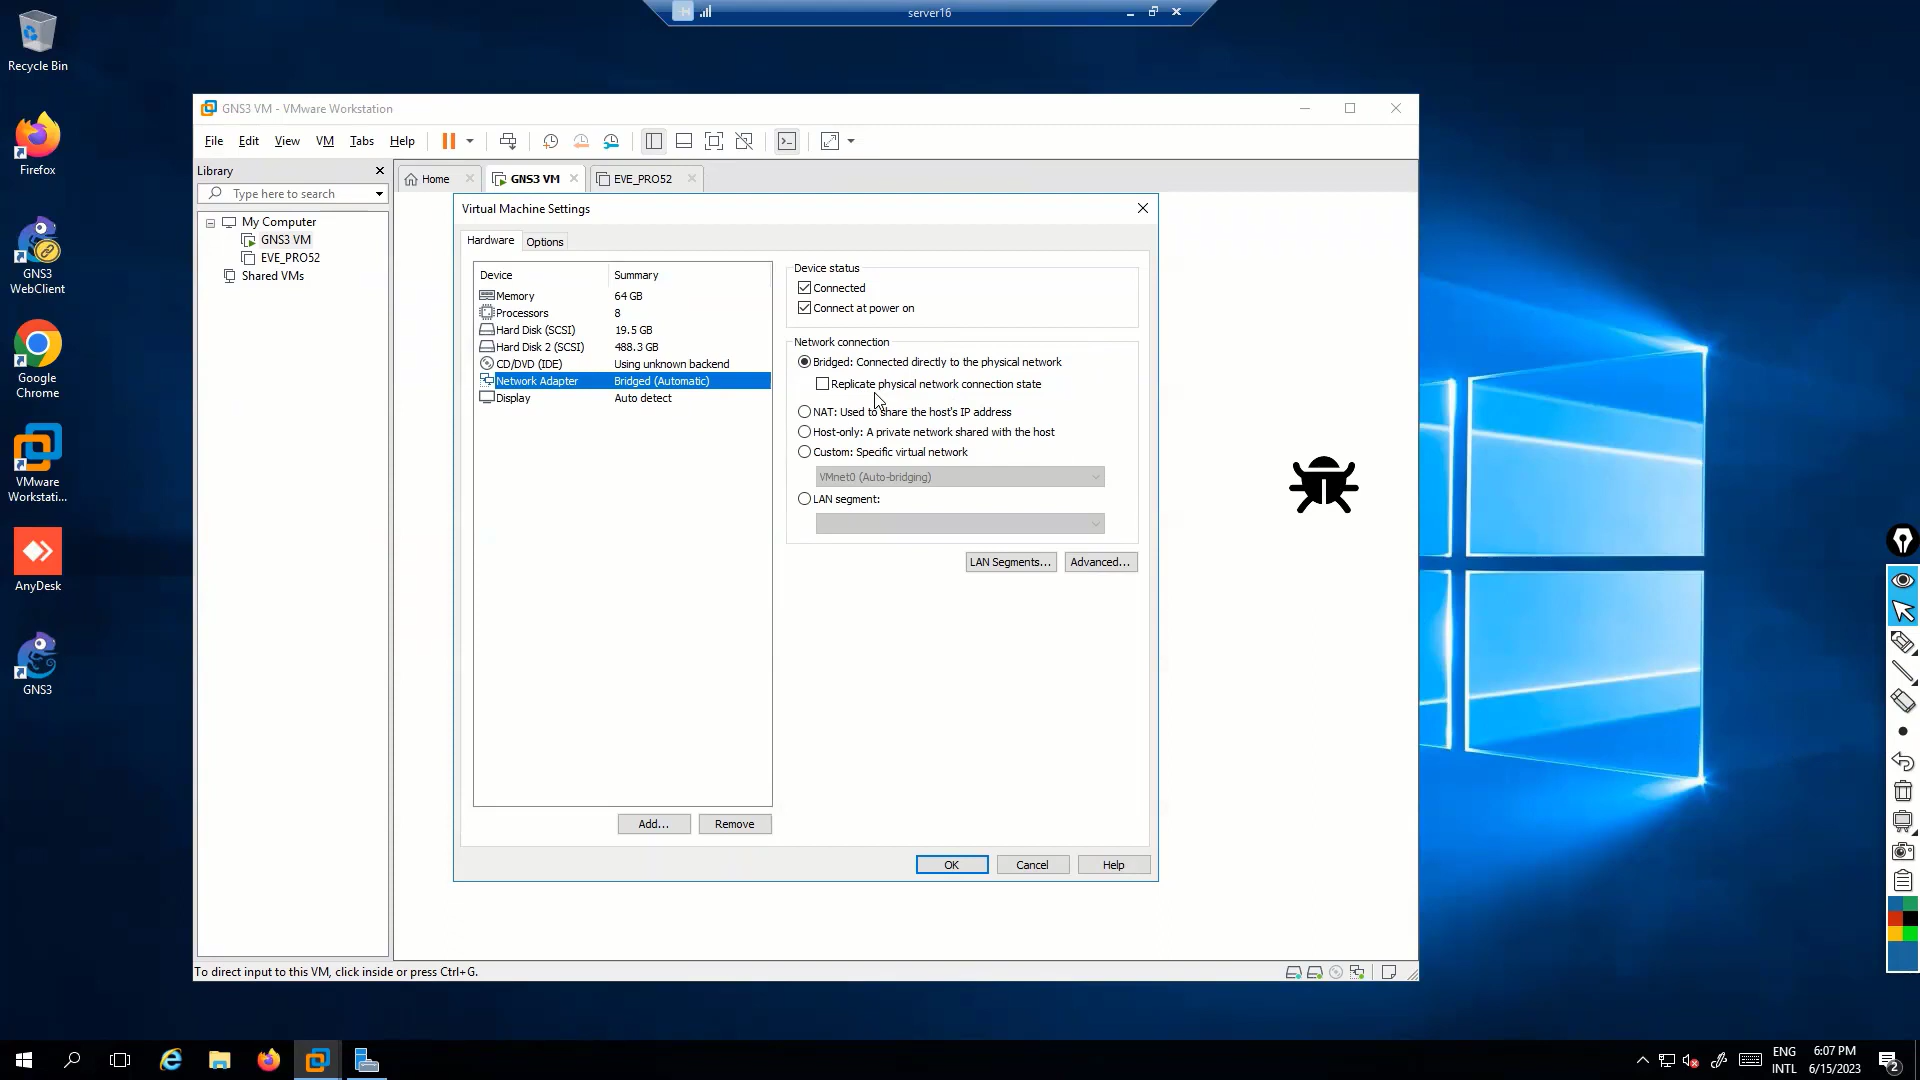 server16
Recycle Bin
Firefox
GNS3
WebClient
Google
Chrome
VMware
Workstati...
AnyDesk
GNS3
GNS3 VM - VMware Workstation
File Edit View VM Tabs Help
Library
Type here to search
My Computer
GNS3 VM
EVE_PRO52
Shared VMs
Home GNS3 VM EVE_PRO52
Virtual Machine Settings
Hardware Options
Device Summary
Memory 64 GB
Processors 8
Hard Disk (SCSI) 19.5 GB
Hard Disk 2 (SCSI) 488.3 GB
CD/DVD (IDE) Using unknown backend
Network Adapter Bridged (Automatic)
Display Auto detect
Add... Remove
Device status
Connected
Connect at power on
Network connection
Bridged: Connected directly to the physical network
Replicate physical network connection state
NAT: Used to share the host's IP address
Host-only: A private network shared with the host
Custom: Specific virtual network
VMnet0 (Auto-bridging)
LAN segment:
LAN Segments... Advanced...
OK Cancel Help
To direct input to this VM, click inside or press Ctrl+G.
ENG
INTL
6:07 PM
6/15/2023
2